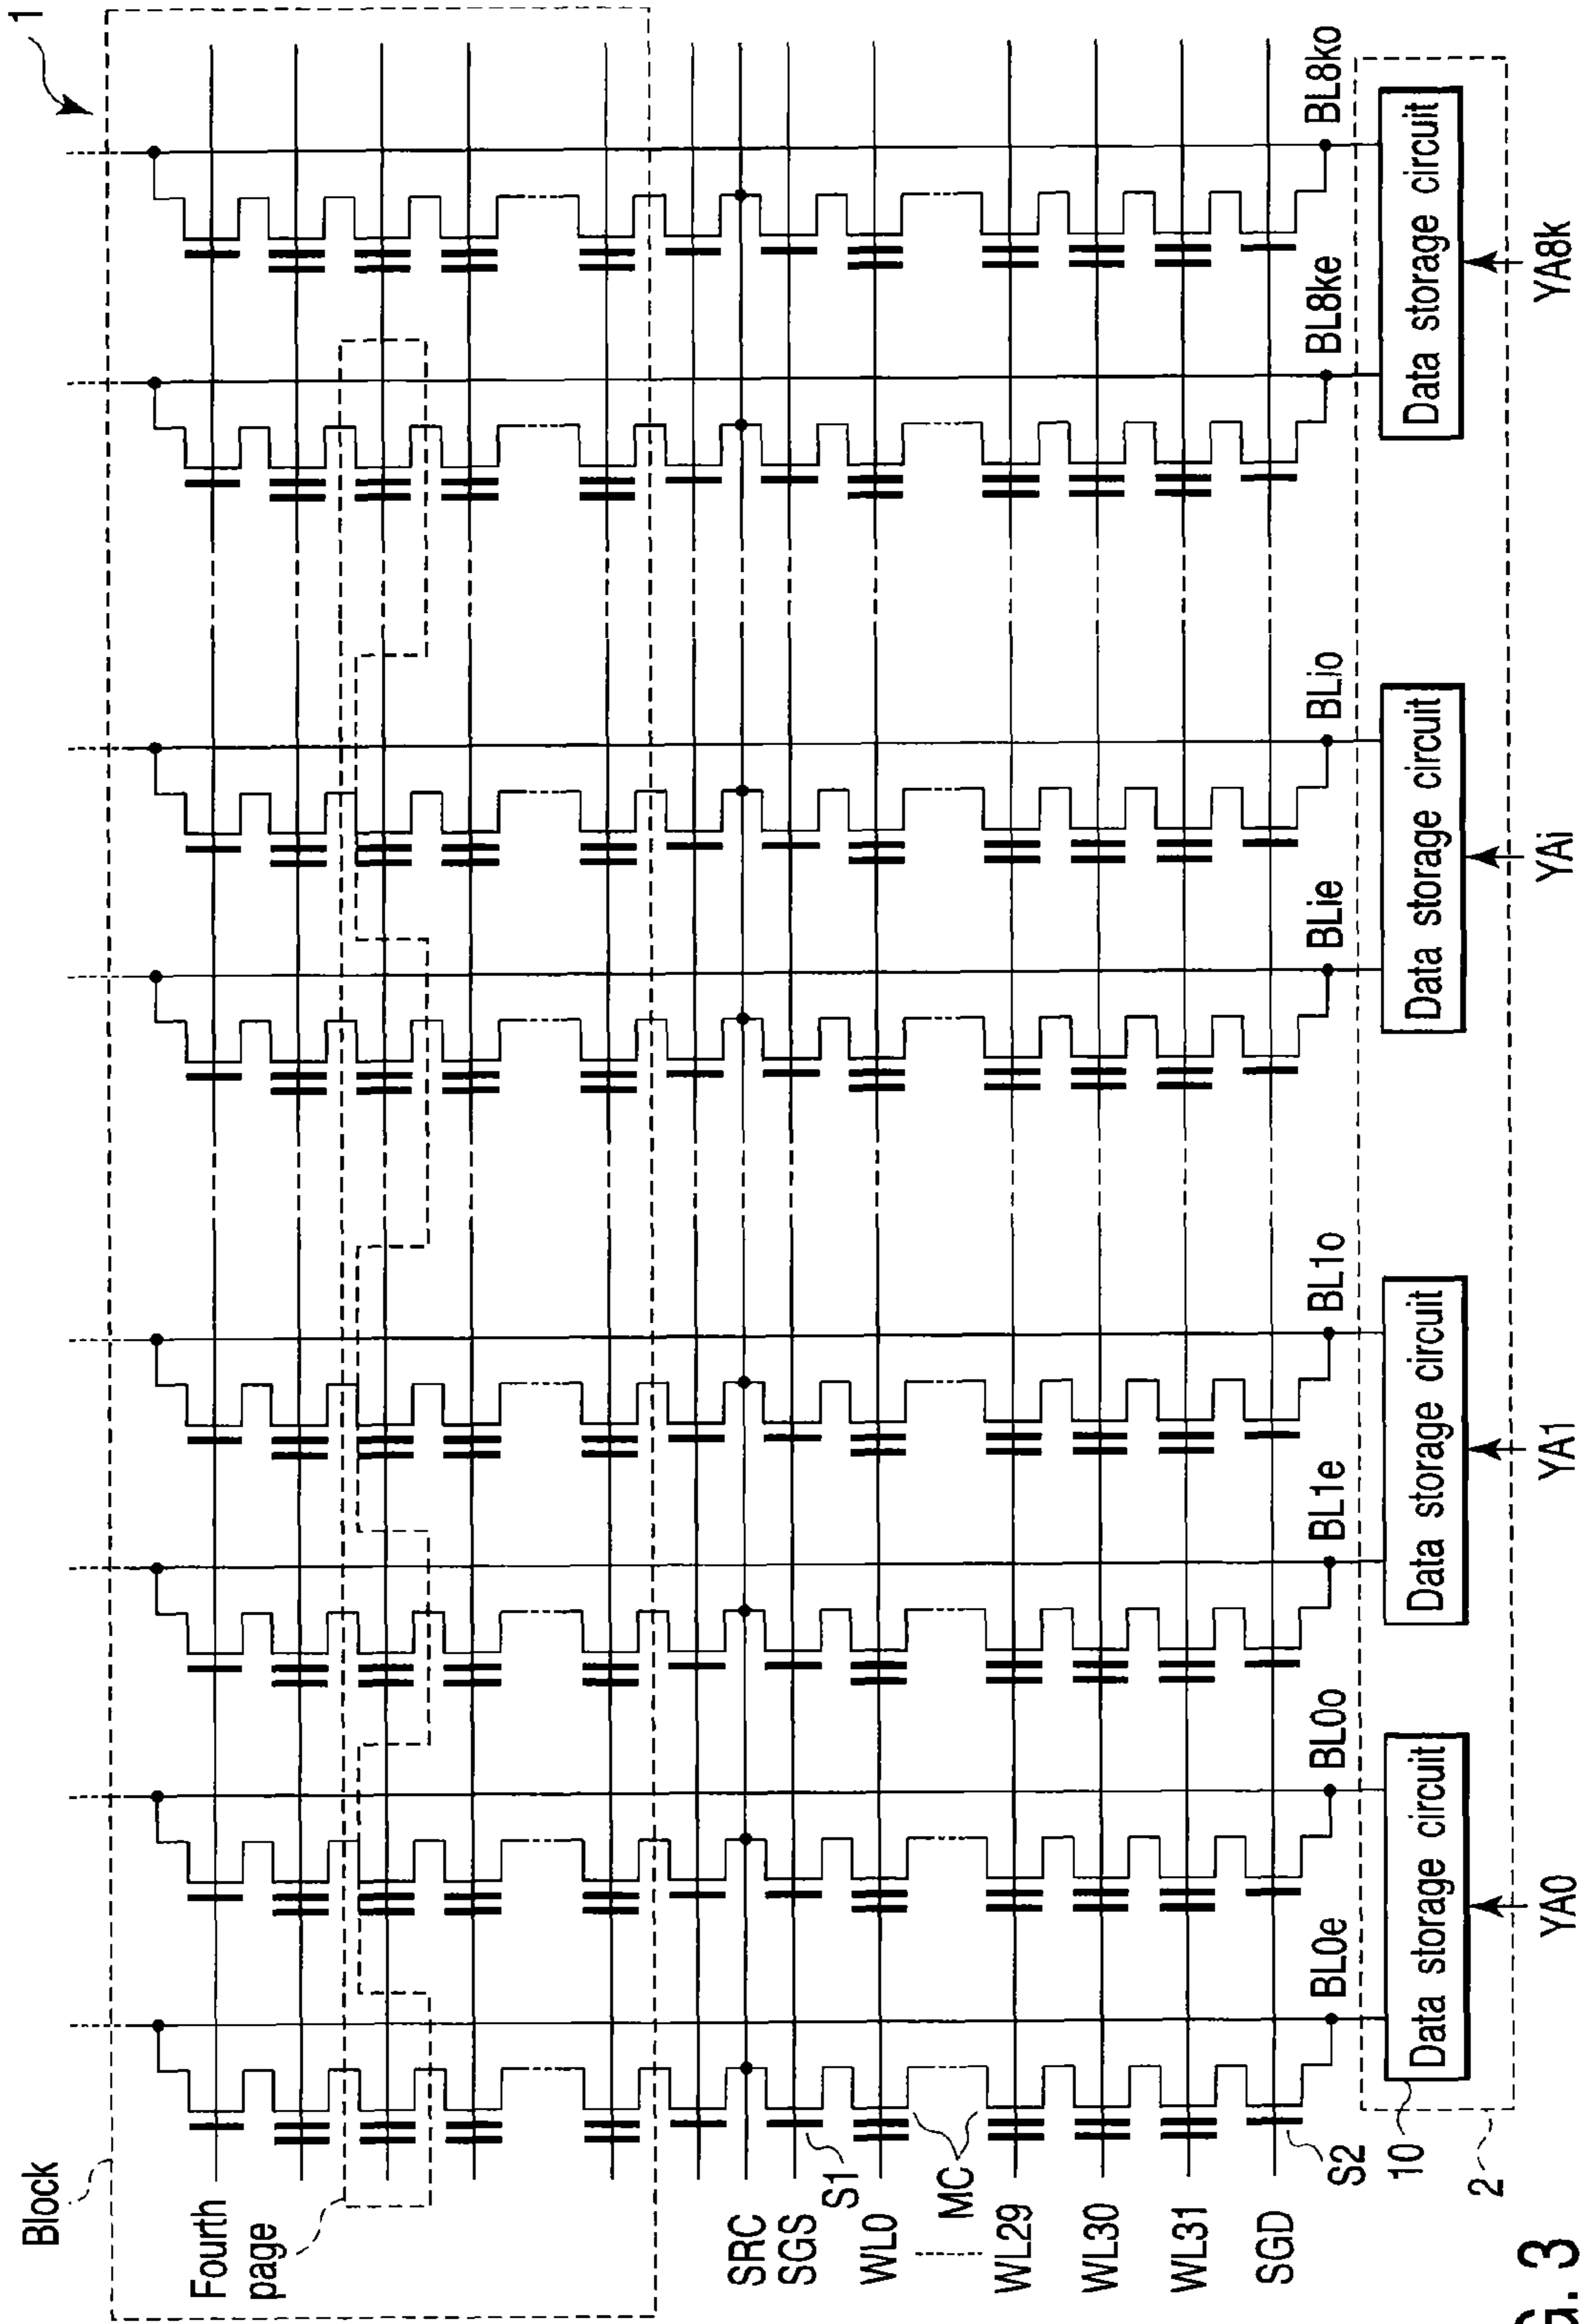 1
Block
Fourth
page
SRC
SGS
S1
WL0
MC
WL29
WL30
WL31
SGD
S2
BL0e
BL0o
BL1e
BL1o
BLie
BLio
BL8ke
BL8ko
10
2
Data storage circuit
Data storage circuit
Data storage circuit
Data storage circuit
YA0
YA1
YAi
YA8k
G. 3